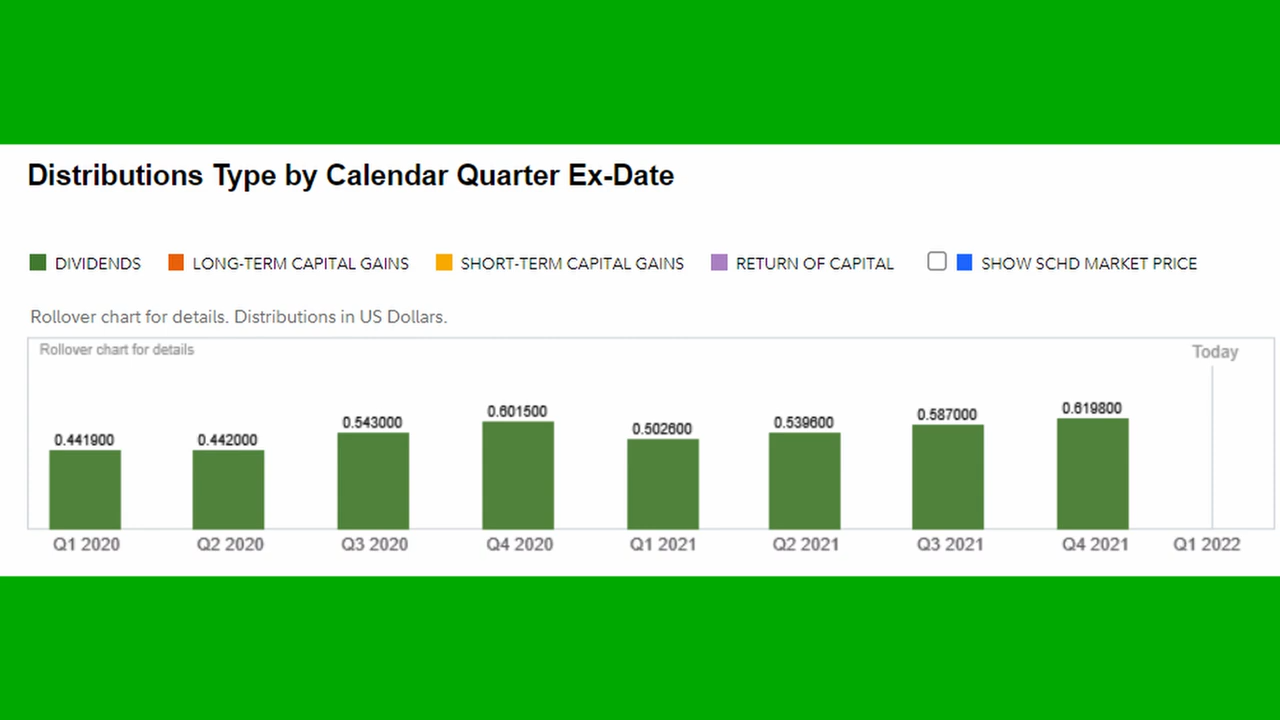 Distributions Type by Calendar Quarter Ex-Date
DIVIDENDS LONG-TERM CAPITAL GAINS SHORT-TERM CAPITAL GAINS RETURN OF CAPITAL SHOW SCHD MARKET PRICE
Rollover chart for details. Distributions in US Dollars.
Rollover chart for details
Today
0.441900 0.442000 0.543000 0.601500 0.502600 0.539600 0.587000 0.619800
Q1 2020 Q2 2020 Q3 2020 Q4 2020 Q1 2021 Q2 2021 Q3 2021 Q4 2021 Q1 2022